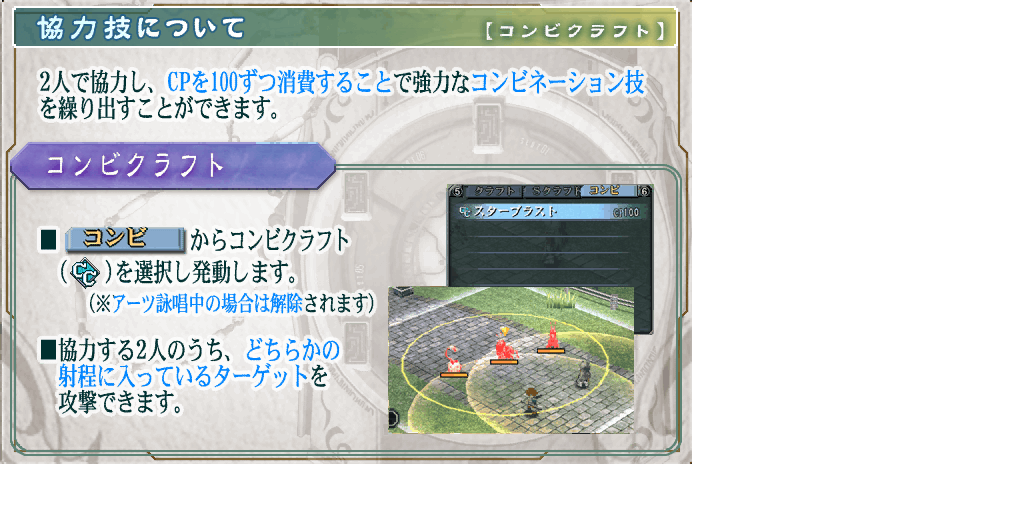 協力技について
【コンビクラフト】
2人で協力し、CPを100ずつ消費することで強力なコンビネーション技
を繰り出すことができます。
コンビクラフト
⑤ クラフト Sクラフト コンビ ⑥
スターブラスト CP100
■ コンビ からコンビクラフト
(CC)を選択し発動します。
(※アーツ詠唱中の場合は解除されます)
■協力する2人のうち、どちらかの
射程に入っているターゲットを
攻撃できます。